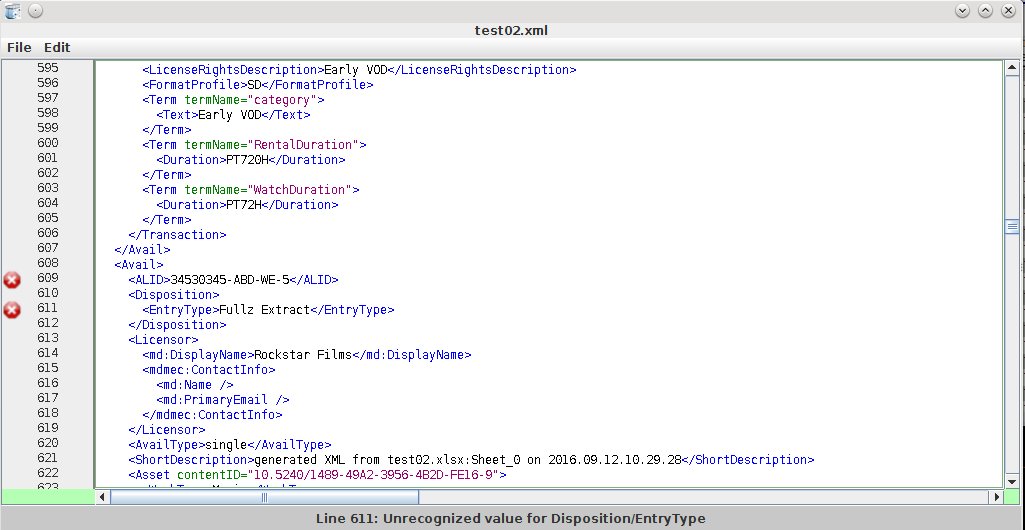 test02.xml
File Edit
595 <LicenseRightsDescription>Early VOD</LicenseRightsDescription>
596 <FormatProfile>SD</FormatProfile>
597 <Term termName="category">
598 <Text>Early VOD</Text>
599 </Term>
600 <Term termName="RentalDuration">
601 <Duration>PT720H</Duration>
602 </Term>
603 <Term termName="WatchDuration">
604 <Duration>PT72H</Duration>
605 </Term>
606 </Transaction>
607 </Avail>
608 <Avail>
609 <ALID>34530345-ABD-WE-5</ALID>
610 <Disposition>
611 <EntryType>Fullz Extract</EntryType>
612 </Disposition>
613 <Licensor>
614 <md:DisplayName>Rockstar Films</md:DisplayName>
615 <mdmec:ContactInfo>
616 <md:Name />
617 <md:PrimaryEmail />
618 </mdmec:ContactInfo>
619 </Licensor>
620 <AvailType>single</AvailType>
621 <ShortDescription>generated XML from test02.xlsx:Sheet_0 on 2016.09.12.10.29.28</ShortDescription>
622 <Asset contentID="10.5240/1489-49A2-3956-4B2D-FE16-9">
623
Line 611: Unrecognized value for Disposition/EntryType